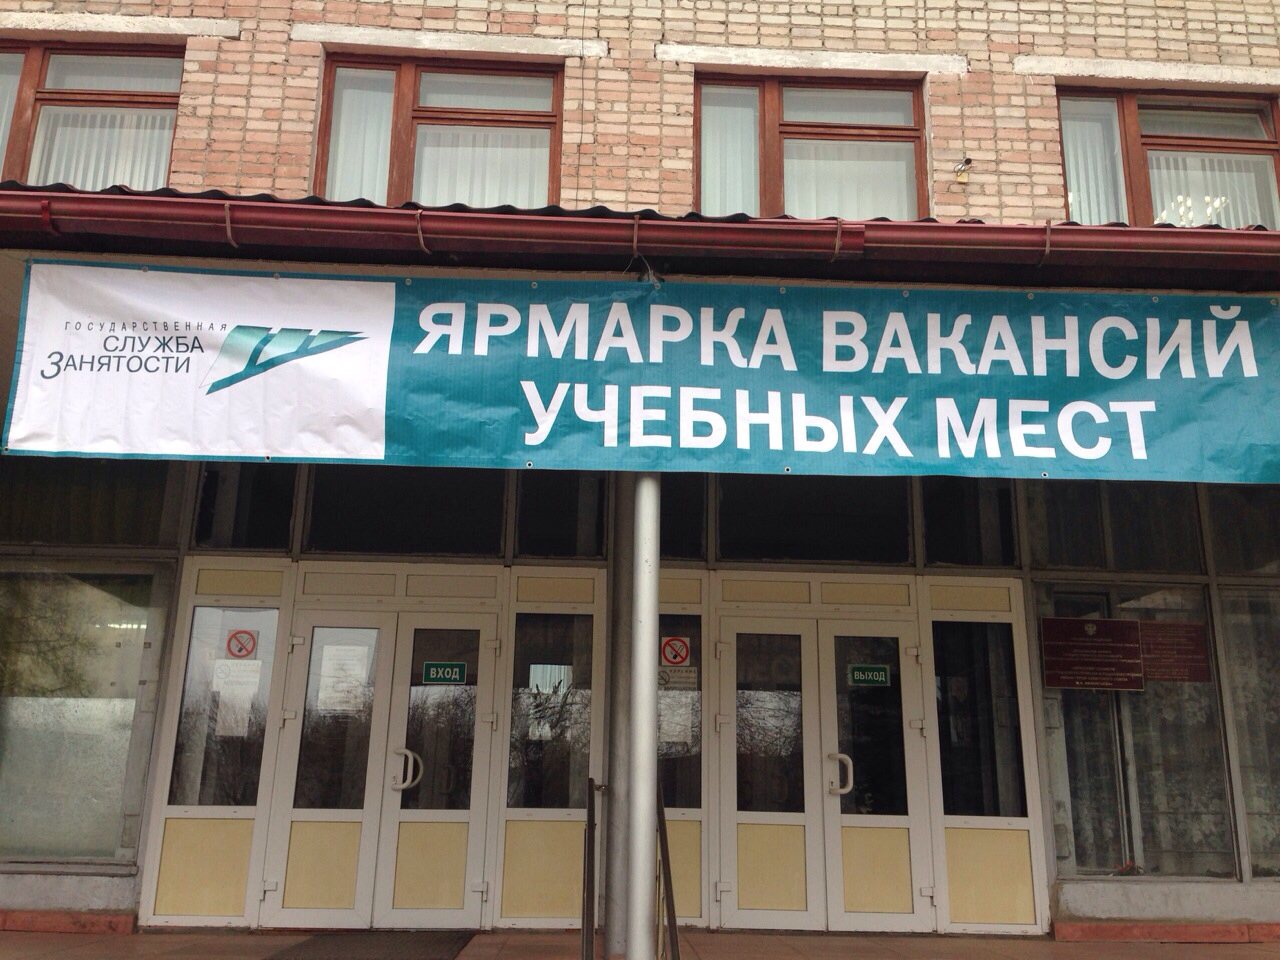 ГОСУДАРСТВЕННАЯ
СЛУЖБА
ЗАНЯТОСТИ
ЯРМАРКА ВАКАНСИЙ
УЧЕБНЫХ МЕСТ
ВХОД
ВЫХОД